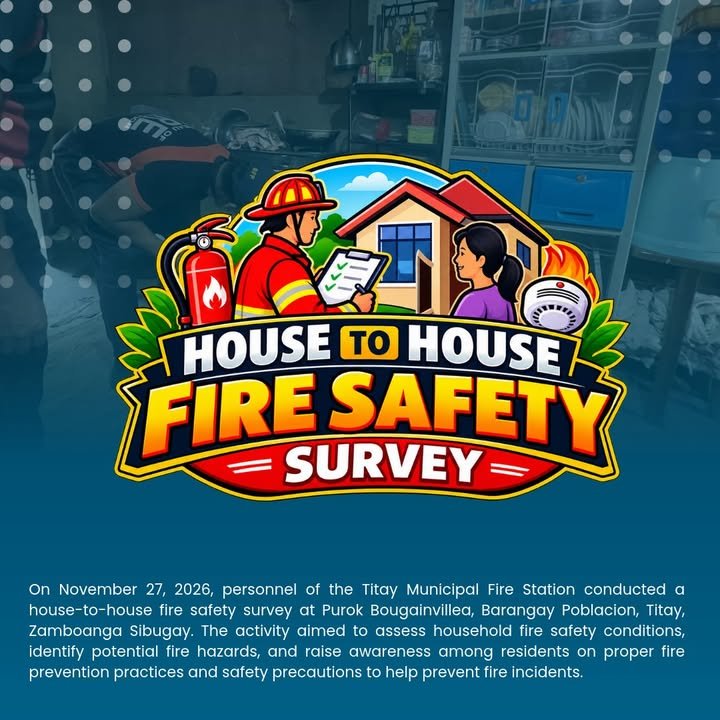 HOUSE TO HOUSE
FIRE SAFETY
SURVEY
On November 27, 2026, personnel of the Titay Municipal Fire Station conducted a
house-to-house fire safety survey at Purok Bougainvillea, Barangay Poblacion, Titay,
Zamboanga Sibugay. The activity aimed to assess household fire safety conditions,
identify potential fire hazards, and raise awareness among residents on proper fire
prevention practices and safety precautions to help prevent fire incidents.